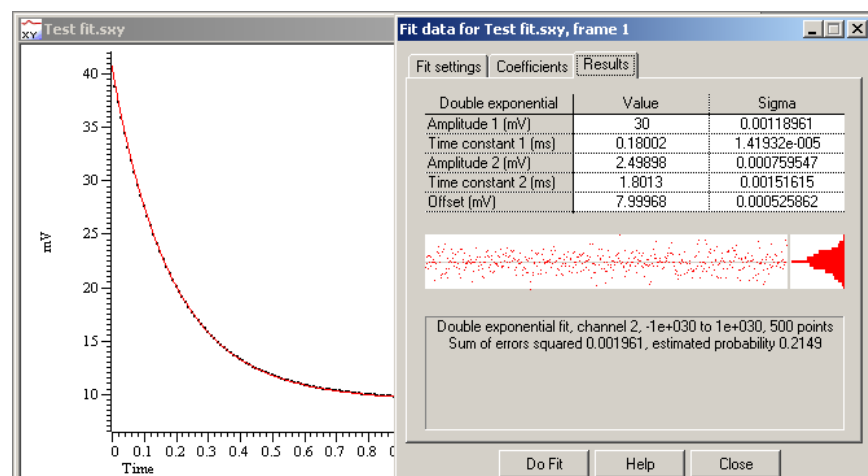 XY Test fit.sxy
40
35
30
25
20
15
10
mV
0 0.1 0.2 0.3 0.4 0.5 0.6 0.7 0.8
Time
Fit data for Test fit.sxy, frame 1
Fit settings Coefficients Results
Double exponential Value Sigma
Amplitude 1 (mV) 30 0.00118961
Time constant 1 (ms) 0.18002 1.41932e-005
Amplitude 2 (mV) 2.49898 0.000759547
Time constant 2 (ms) 1.8013 0.00151615
Offset (mV) 7.99968 0.000525862
Double exponential fit, channel 2, -1e+030 to 1e+030, 500 points
Sum of errors squared 0.001961, estimated probability 0.2149
Do Fit Help Close